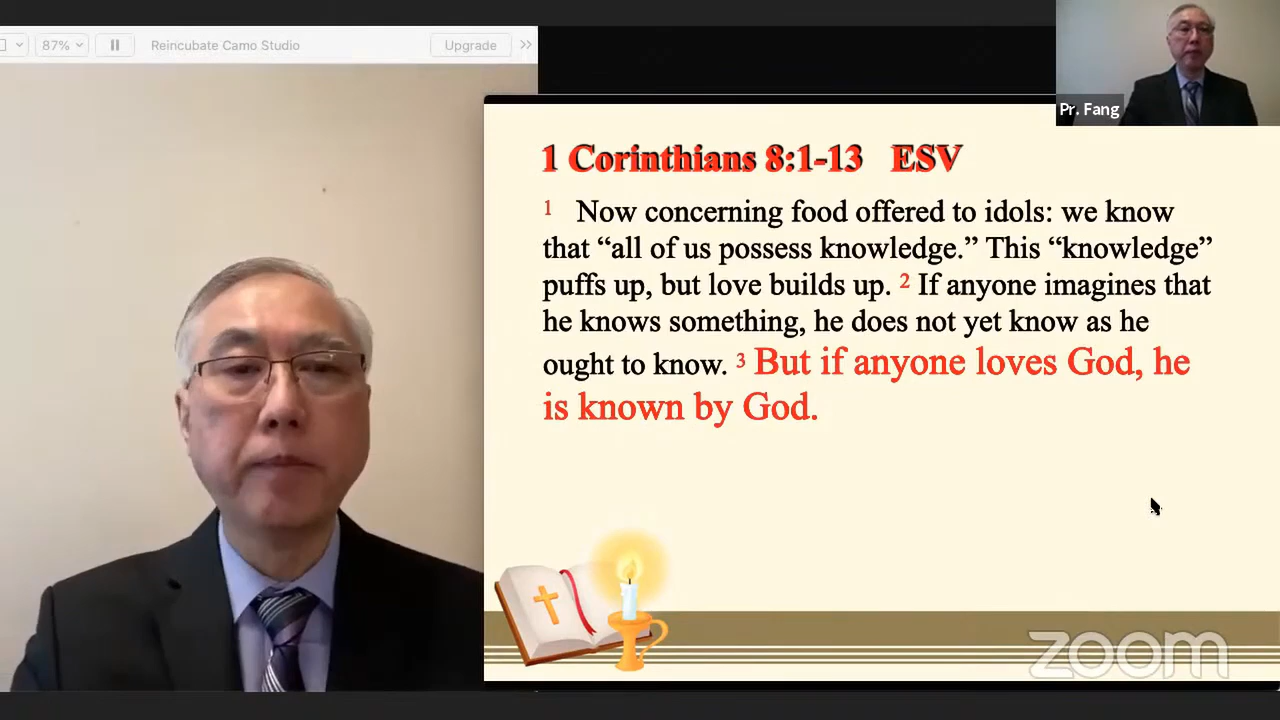 87%
Reincubate Camo Studio
Upgrade
Pr. Fang
1 Corinthians 8:1-13 ESV
1 Now concerning food offered to idols: we know
that “all of us possess knowledge.” This “knowledge”
puffs up, but love builds up. 2 If anyone imagines that
he knows something, he does not yet know as he
ought to know. 3 But if anyone loves God, he
is known by God.
zoom